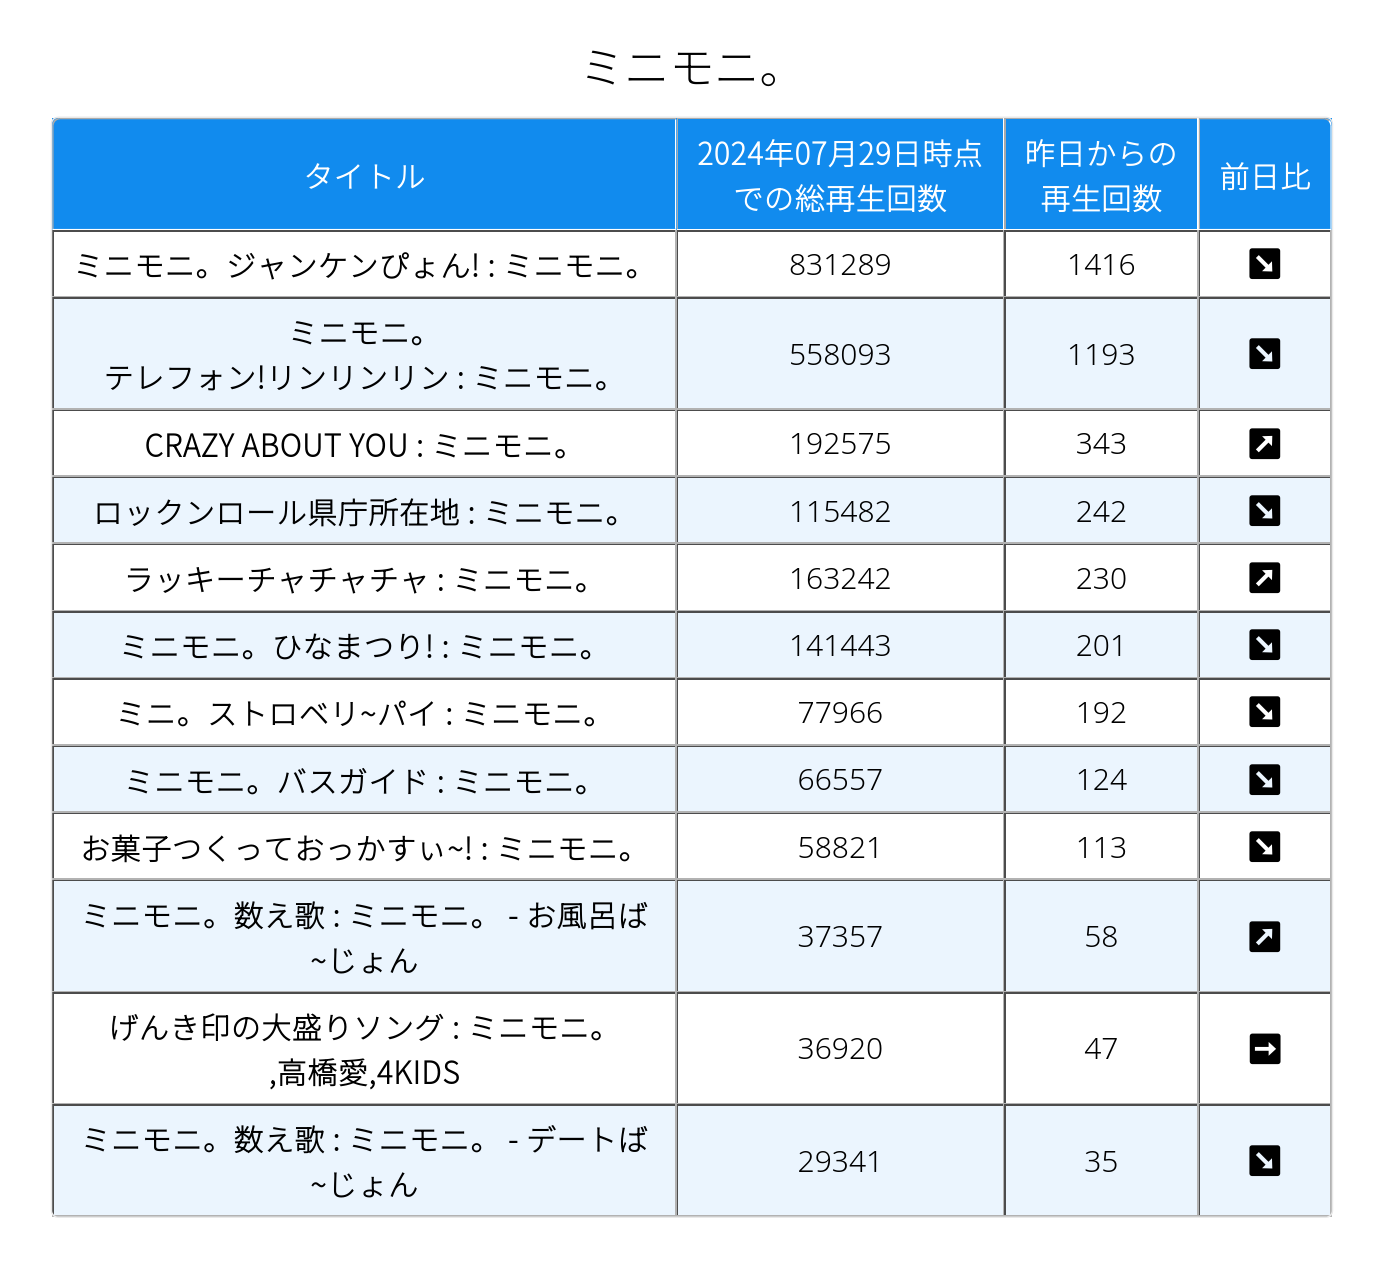 ミニモニ。
タイトル
2024年07月29日時点
での総再生回数
昨日からの
再生回数
前日比
ミニモニ。ジャンケンぴょん! : ミニモニ。
831289
1416
ミニモニ。
テレフォン!リンリンリン : ミニモニ。
558093
1193
CRAZY ABOUT YOU : ミニモニ。
192575
343
ロックンロール県庁所在地 : ミニモニ。
115482
242
ラッキーチャチャチャ : ミニモニ。
163242
230
ミニモニ。ひなまつり! : ミニモニ。
141443
201
ミニ。ストロベリ~パイ : ミニモニ。
77966
192
ミニモニ。バスガイド : ミニモニ。
66557
124
お菓子つくっておっかすぃ~! : ミニモニ。
58821
113
ミニモニ。数え歌 : ミニモニ。 - お風呂ば
~じょん
37357
58
げんき印の大盛りソング : ミニモニ。
,高橋愛,4KIDS
36920
47
ミニモニ。数え歌 : ミニモニ。 - デートば
~じょん
29341
35